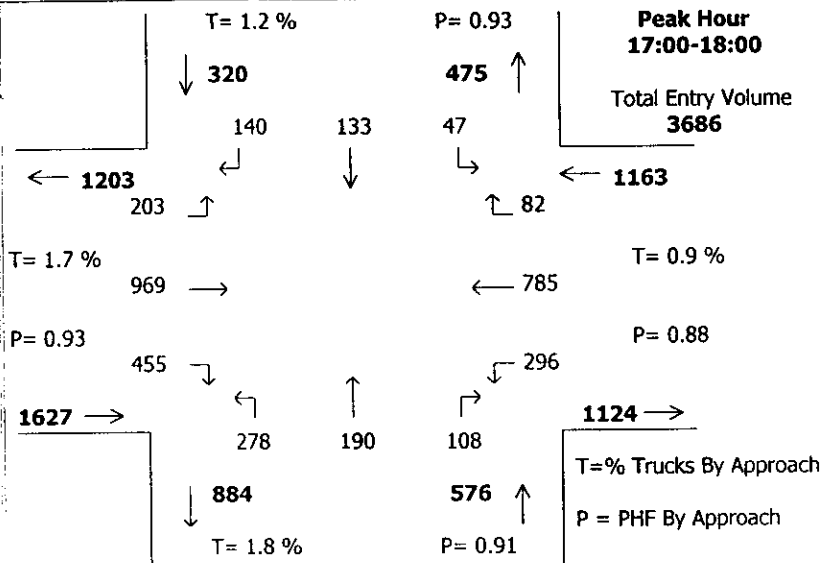 T= 1.2 %
P= 0.93
Peak Hour
17:00-18:00
320
475
Total Entry Volume
3686
140
133
47
1203
1163
203
82
T= 1.7 %
T= 0.9 %
969
785
P= 0.93
P= 0.88
455
296
1627
1124
278
190
108
T=% Trucks By Approach
884
576
P = PHF By Approach
T= 1.8 %
P= 0.91